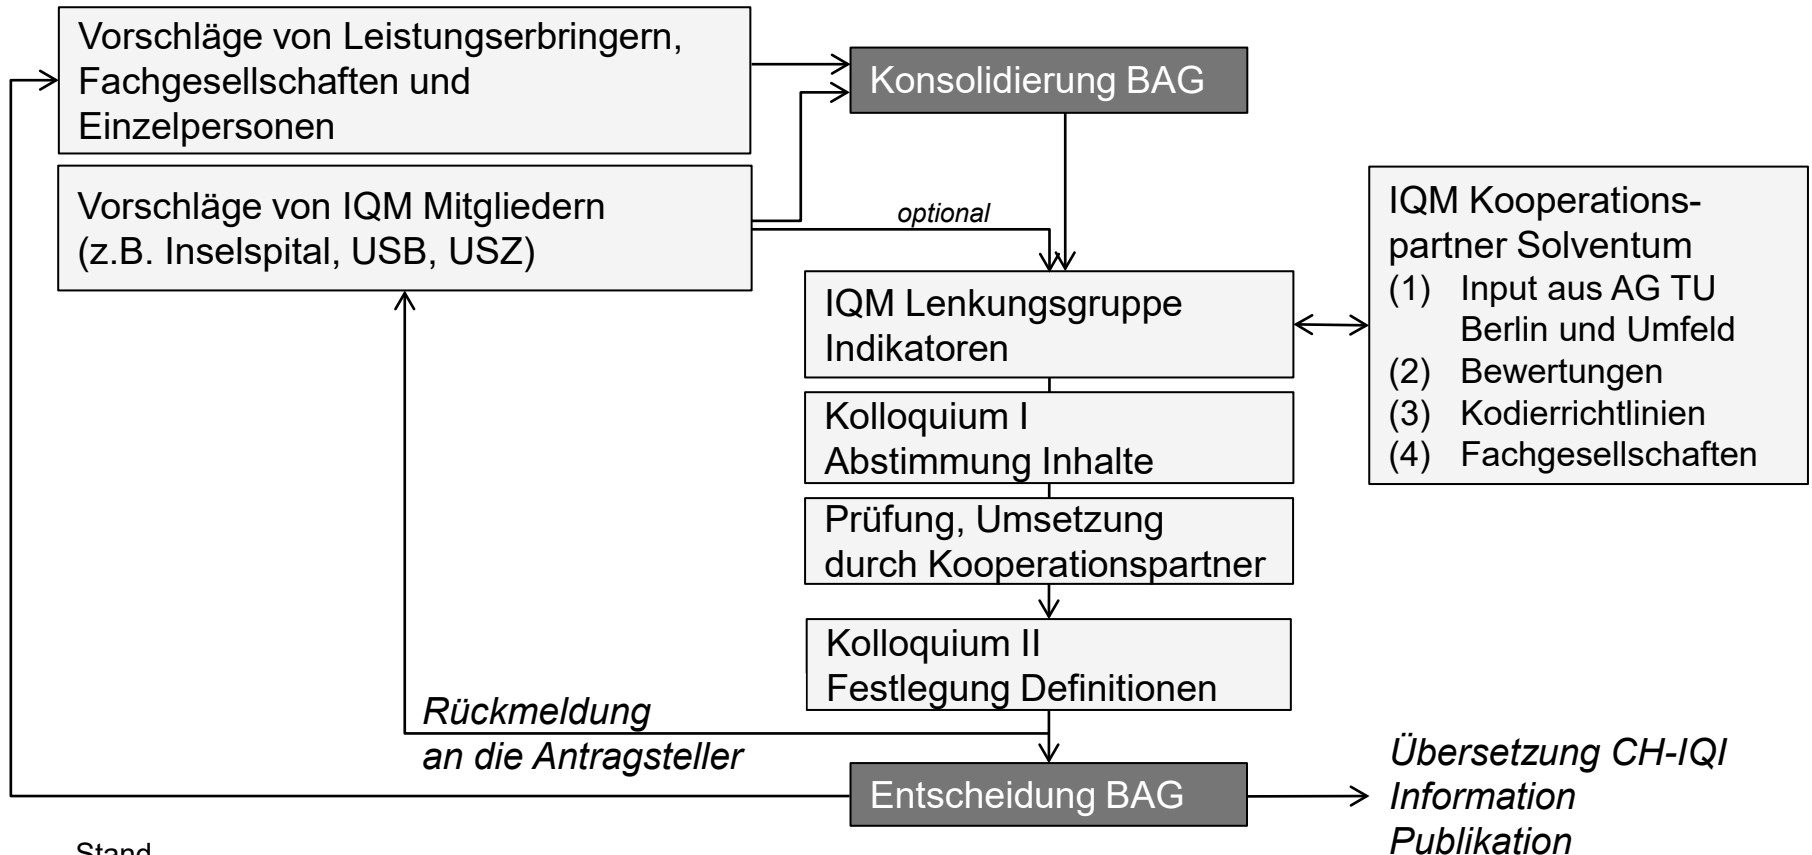 Vorschläge von Leistungserbringern,
Fachgesellschaften und
Einzelpersonen
Konsolidierung BAG
Vorschläge von IQM Mitgliedern
(z.B. Inselspital, USB, USZ)
optional
IQM Kooperations-
partner Solventum
(1) Input aus AG TU
Berlin und Umfeld
(2) Bewertungen
(3) Kodierrichtlinien
(4) Fachgesellschaften
IQM Lenkungsgruppe
Indikatoren
Kolloquium I
Abstimmung Inhalte
Prüfung, Umsetzung
durch Kooperationspartner
Kolloquium II
Festlegung Definitionen
Rückmeldung
an die Antragsteller
Entscheidung BAG
Übersetzung CH-IQI
Information
Publikation
Stand